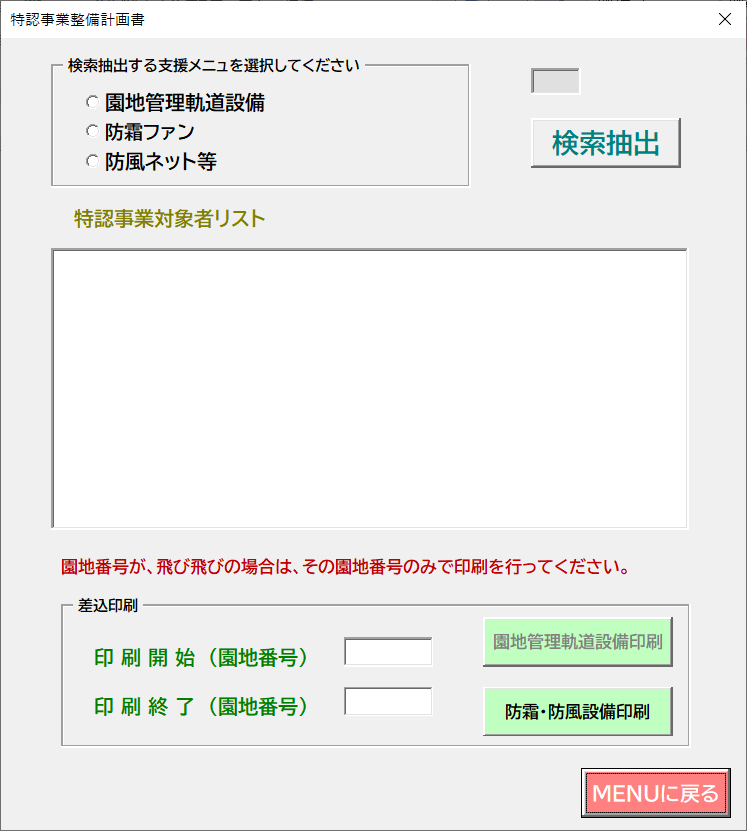 特認事業整備計画書
検索抽出する支援メニュを選択してください
園地管理軌道設備
防霜ファン
防風ネット等
検索抽出
特認事業対象者リスト
園地番号が、飛び飛びの場合は、その園地番号のみで印刷を行ってください。
差込印刷
印 刷 開 始 （園地番号）
園地管理軌道設備印刷
印 刷 終 了 （園地番号）
防霜・防風設備印刷
MENUに戻る